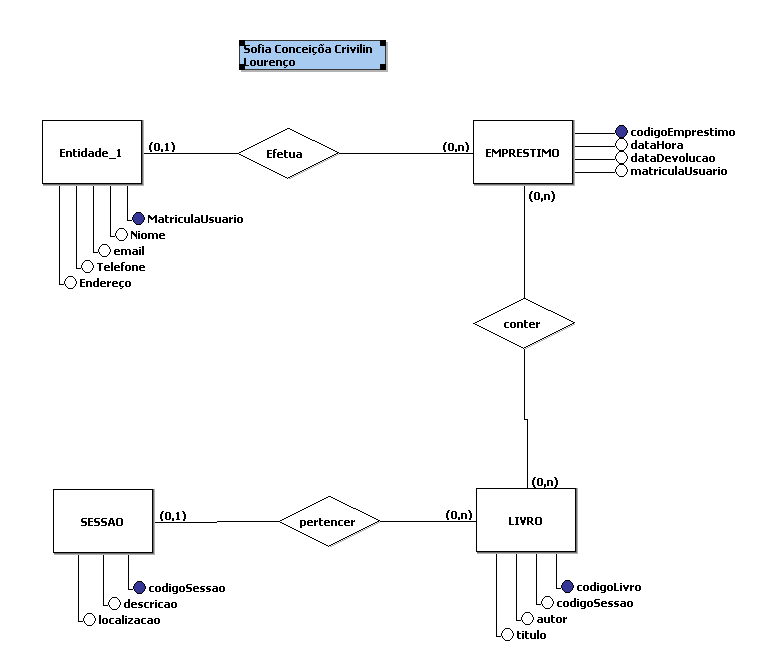 Sofia Conceiçõa Crivilin
Lourenço
Entidade_1
(0,1)
Efetua
(0,n)
EMPRESTIMO
codigoEmprestimo
dataHora
dataDevolucao
matriculaUsuario
(0,n)
MatriculaUsuario
Niome
email
Telefone
Endereço
conter
(0,n)
SESSAO
(0,1)
pertencer
(0,n)
LIVRO
codigoSessao
descricao
localizacao
codigoLivro
codigoSessao
autor
titulo